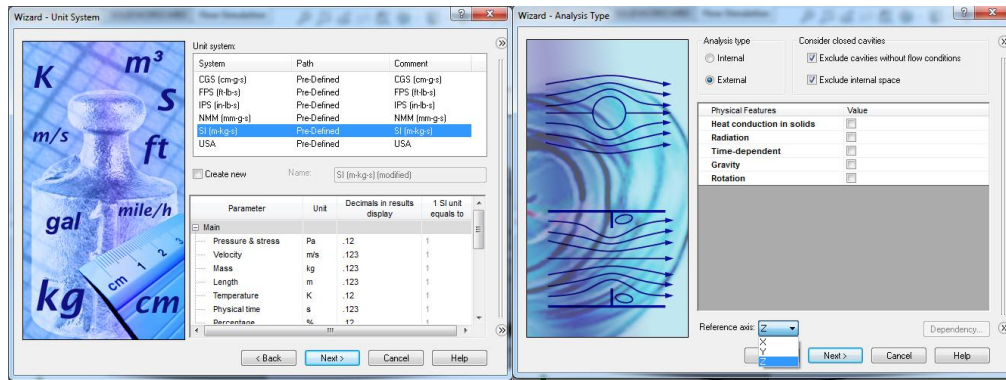 Wizard - Unit System
K
m³
S
m/s
ft
gal
mile/h
cm 1 2 3
kg
cm
Unit system:
System Path Comment
CGS (cm-g-s) Pre-Defined CGS (cm-g-s)
FPS (ft-lb-s) Pre-Defined FPS (ft-lb-s)
IPS (in-lb-s) Pre-Defined IPS (in-lb-s)
NMM (mm-g-s) Pre-Defined NMM (mm-g-s)
SI (m-kg-s) Pre-Defined SI (m-kg-s)
USA Pre-Defined USA
Create new Name: SI (m-kg-s) (modified)
Parameter Unit Decimals in results display 1 SI unit equals to
Main
Pressure & stress Pa .12 1
Velocity m/s .123 1
Mass kg .123 1
Length m .123 1
Temperature K .12 1
Physical time s .123 1
Percentage % .12 1
< Back Next > Cancel Help
Wizard - Analysis Type
Analysis type Consider closed cavities
Internal Exclude cavities without flow conditions
External Exclude internal space
Physical Features Value
Heat conduction in solids
Radiation
Time-dependent
Gravity
Rotation
Reference axis: Z Dependency...
X
Y
Z
Next > Cancel Help